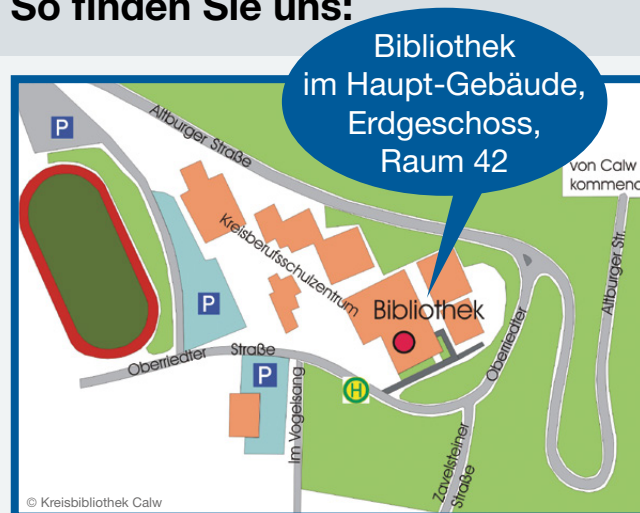 So finden Sie uns:
Bibliothek
im Haupt-Gebäude,
Erdgeschoss,
Raum 42
P
Altburger Straße
von Calw
kommend
Kreisberufsschulzentrum
Altburger Str.
P
Bibliothek
Oberriedter
Oberriedter Straße
P
H
Im Vogelsang
Zavelsteiner
Straße
© Kreisbibliothek Calw